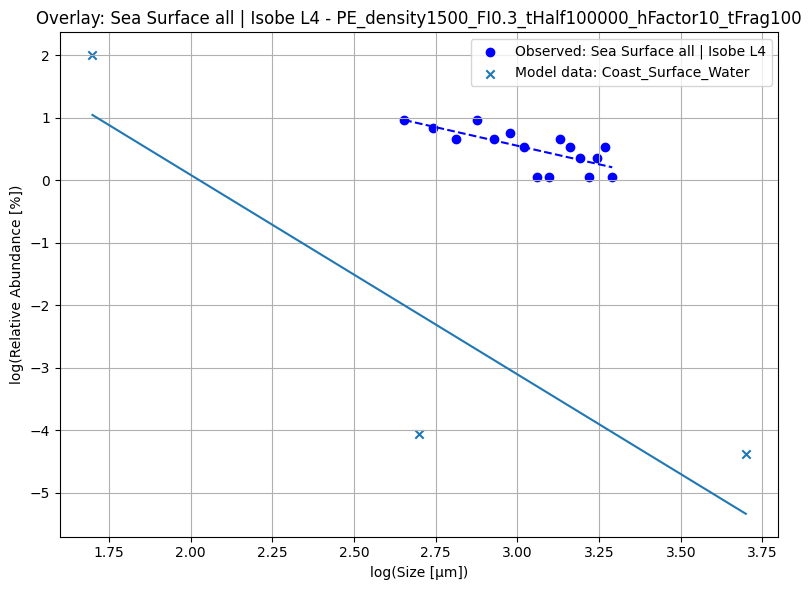 Overlay: Sea Surface all | Isobe L4 - PE_density1500_FI0.3_tHalf100000_hFactor10_tFrag100
Observed: Sea Surface all | Isobe L4
Model data: Coast_Surface_Water
2
1
0
−1
−2
−3
−4
−5
log(Relative Abundance [%])
1.75 2.00 2.25 2.50 2.75 3.00 3.25 3.50 3.75
log(Size [µm])